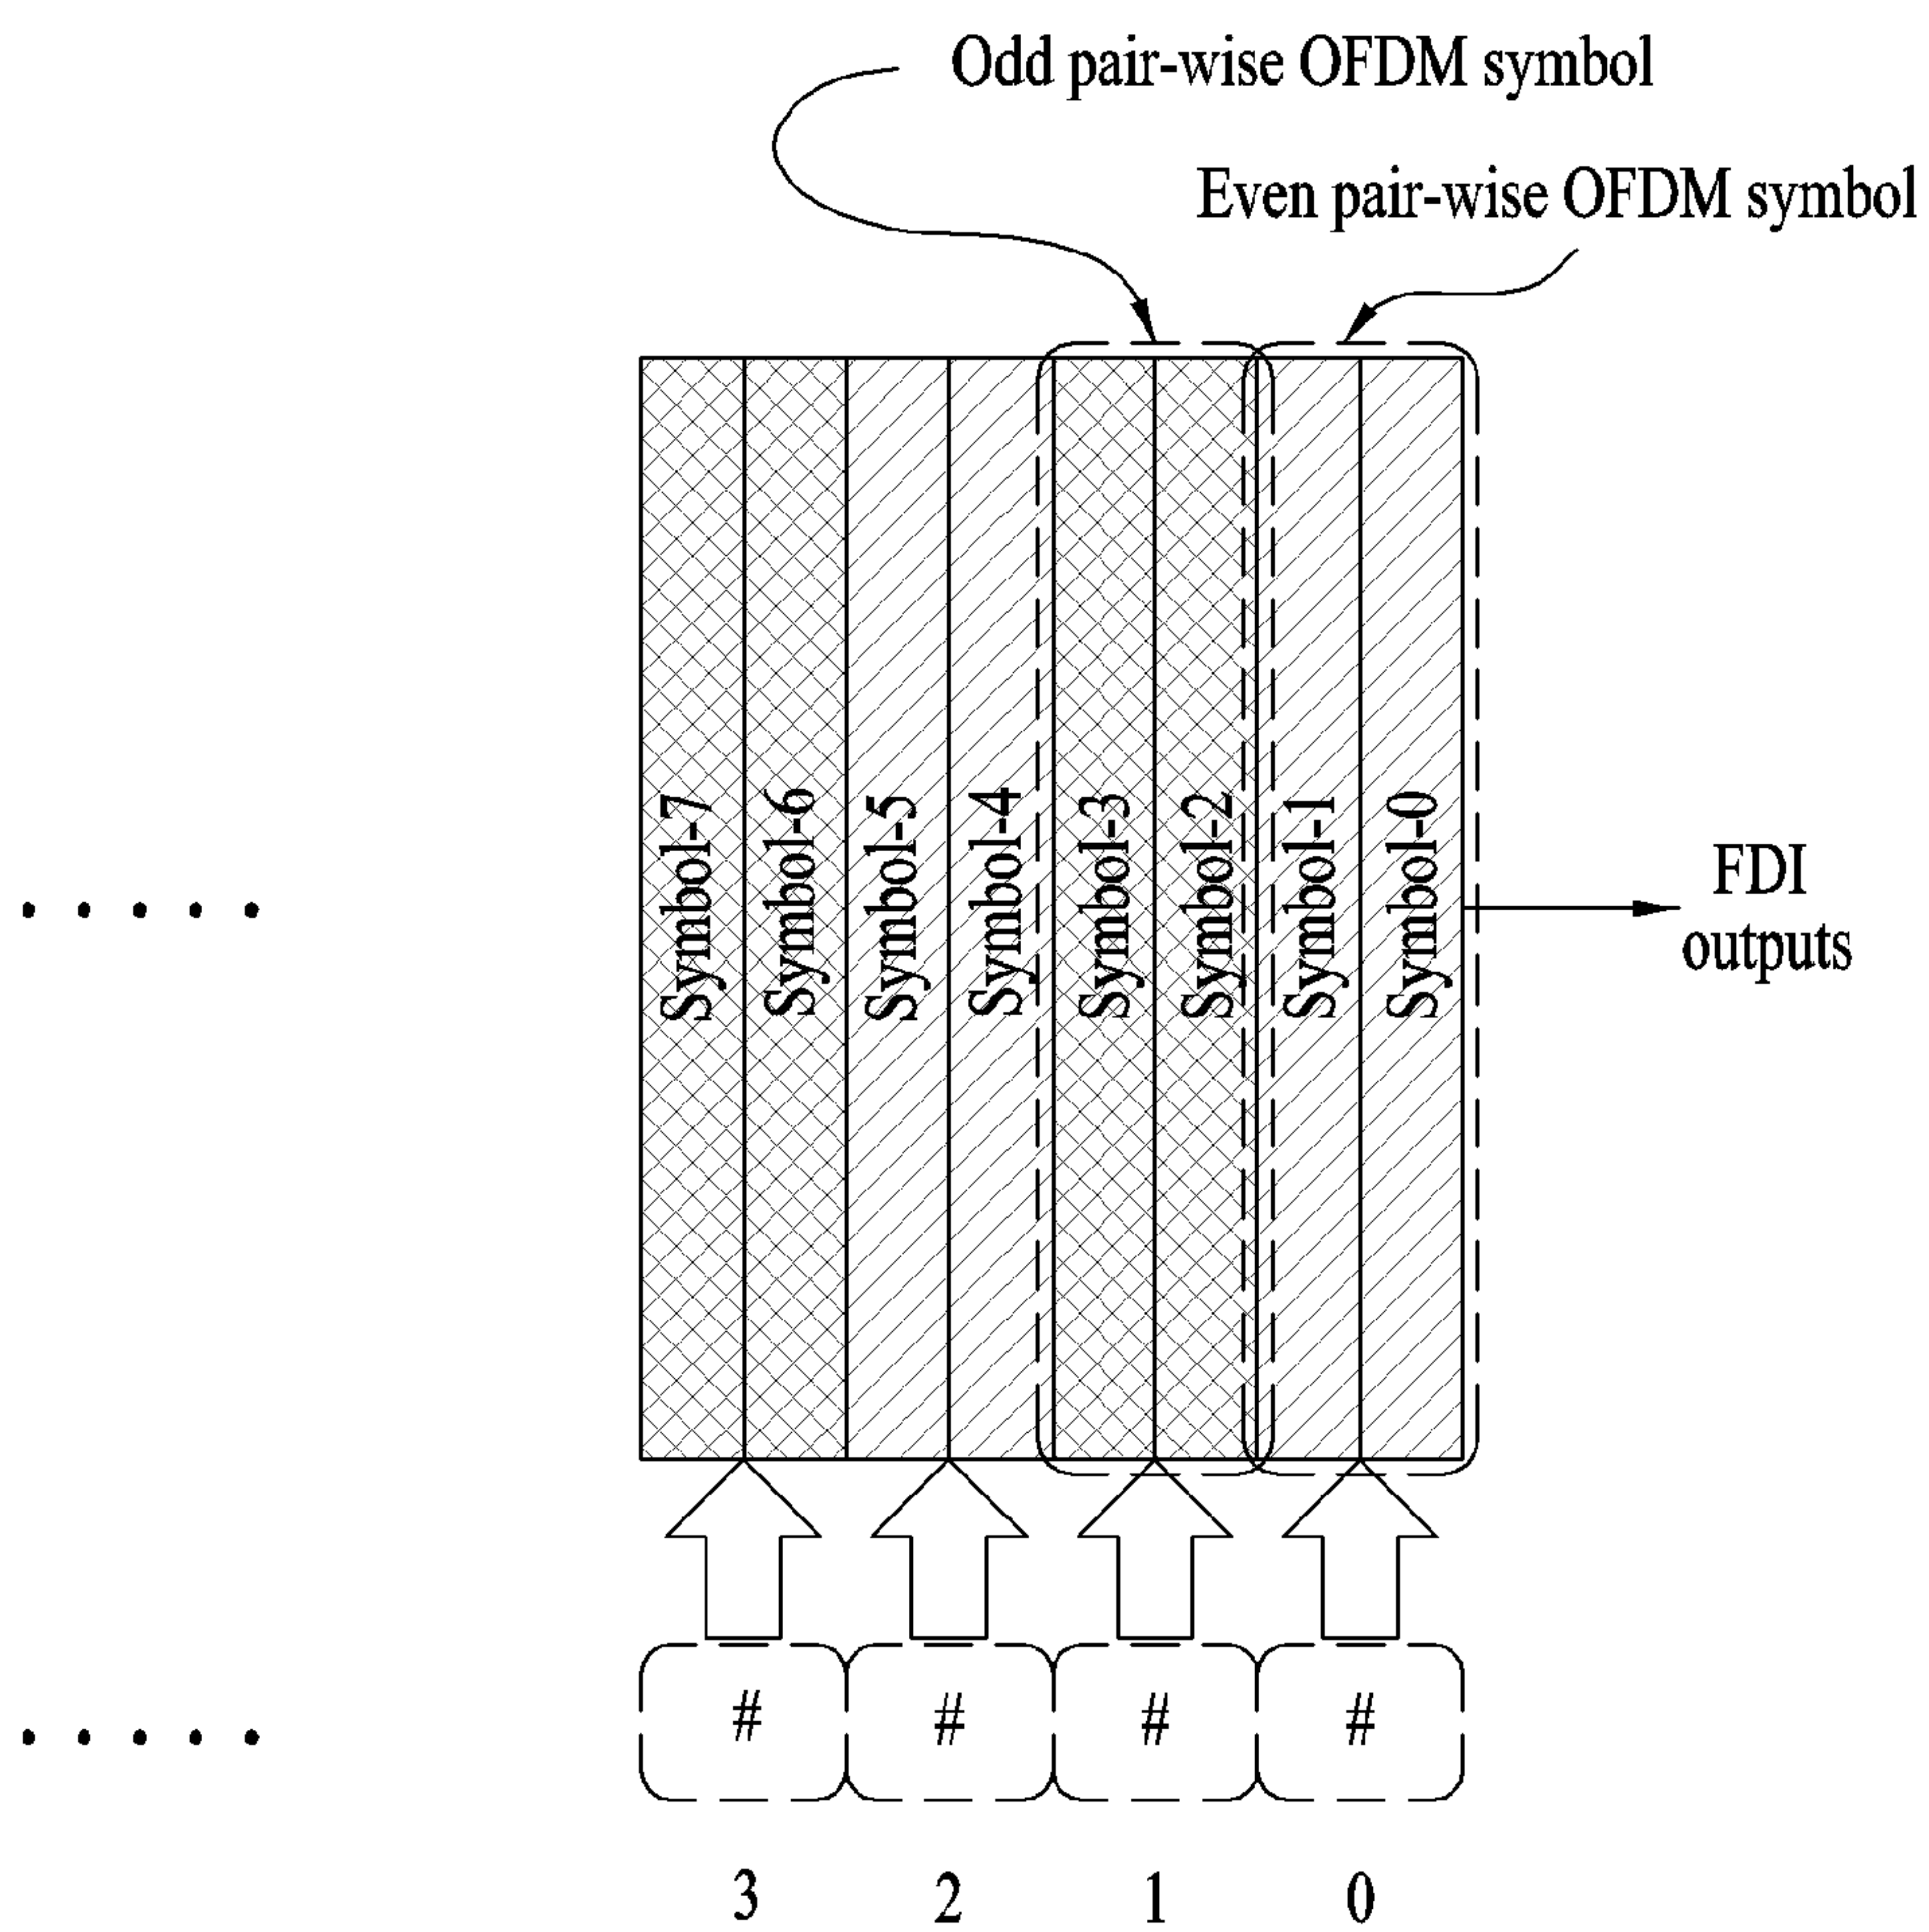 Odd pair-wise OFDM symbol
Even pair-wise OFDM symbol
Symbol-7
Symbol-6
Symbol-5
Symbol-4
Symbol-3
Symbol-2
Symbol-1
Symbol-0
FDI
outputs
# # # #
3 2 1 0